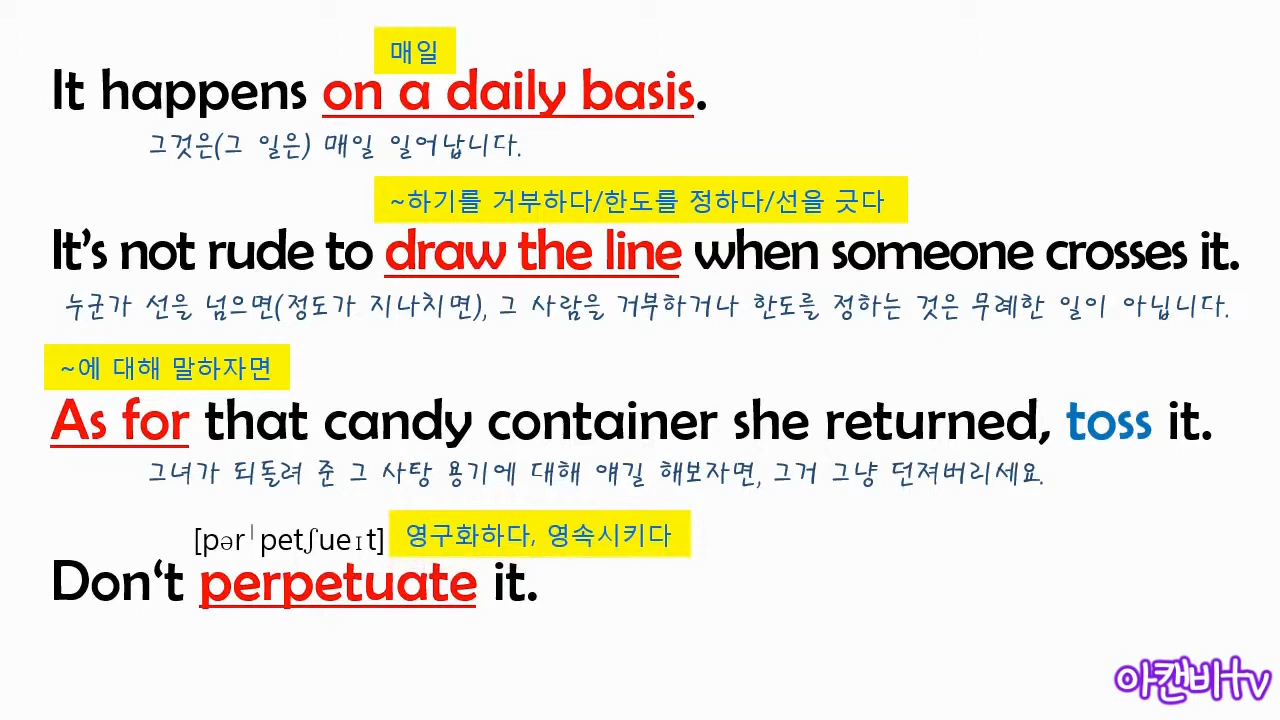 매일
It happens on a daily basis.
그것은(그 일은) 매일 일어납니다.
~하기를 거부하다/한도를 정하다/선을 긋다
It’s not rude to draw the line when someone crosses it.
누군가 선을 넘으면(정도가 지나치면), 그 사람을 거부하거나 한도를 정하는 것은 무례한 일이 아닙니다.
~에 대해 말하자면
As for that candy container she returned, toss it.
그녀가 되돌려 준 그 사탕 용기에 대해 얘길 해보자면, 그거 그냥 던져버리세요.
[pərˈpetʃueɪt] 영구화하다, 영속시키다
Don‘t perpetuate it.
아캔비tv